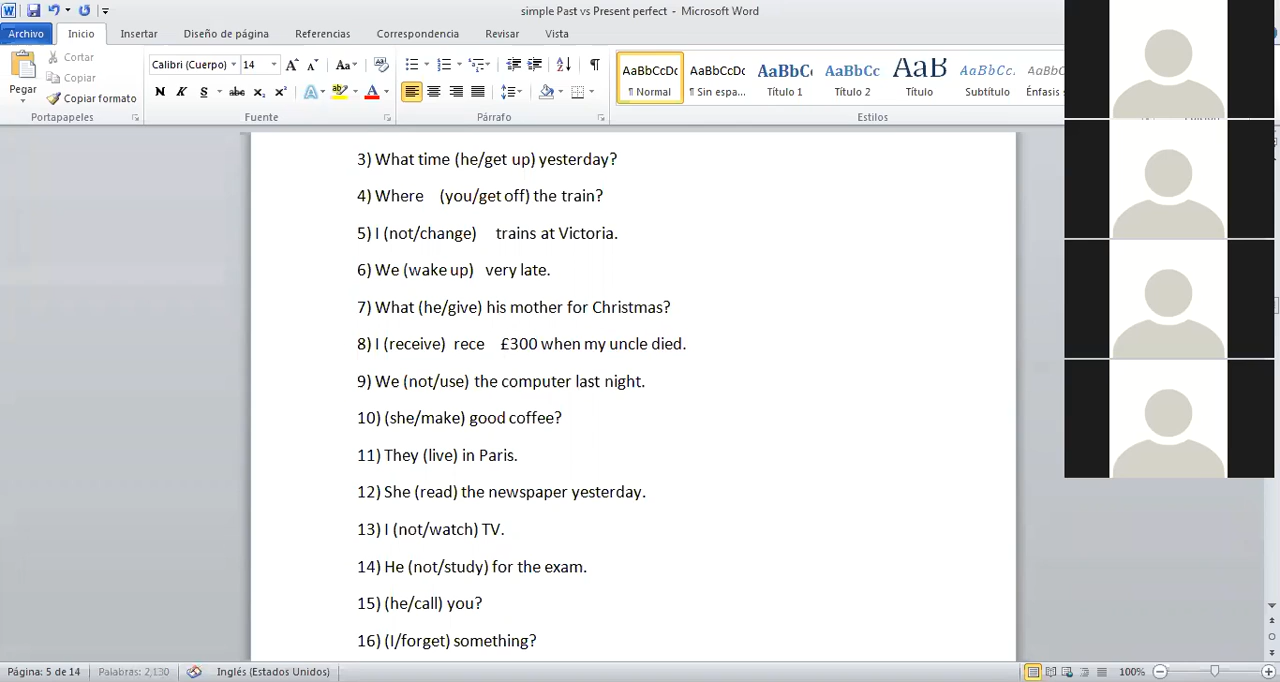 simple Past vs Present perfect - Microsoft Word
Archivo Inicio Insertar Diseño de página Referencias Correspondencia Revisar Vista
Pegar
Cortar
Copiar
Copiar formato
Portapapeles
Calibri (Cuerpo) 14
Fuente
Párrafo
AaBbCcDc AaBbCcDc AaBbC AaBbCc AaB AaBbCc. AaBbC
¶ Normal ¶ Sin espa... Título 1 Título 2 Título Subtítulo Énfasis
Estilos
3) What time (he/get up) yesterday?
4) Where (you/get off) the train?
5) I (not/change) trains at Victoria.
6) We (wake up) very late.
7) What (he/give) his mother for Christmas?
8) I (receive) rece £300 when my uncle died.
9) We (not/use) the computer last night.
10) (she/make) good coffee?
11) They (live) in Paris.
12) She (read) the newspaper yesterday.
13) I (not/watch) TV.
14) He (not/study) for the exam.
15) (he/call) you?
16) (I/forget) something?
Página: 5 de 14 Palabras: 2,130 Inglés (Estados Unidos) 100%